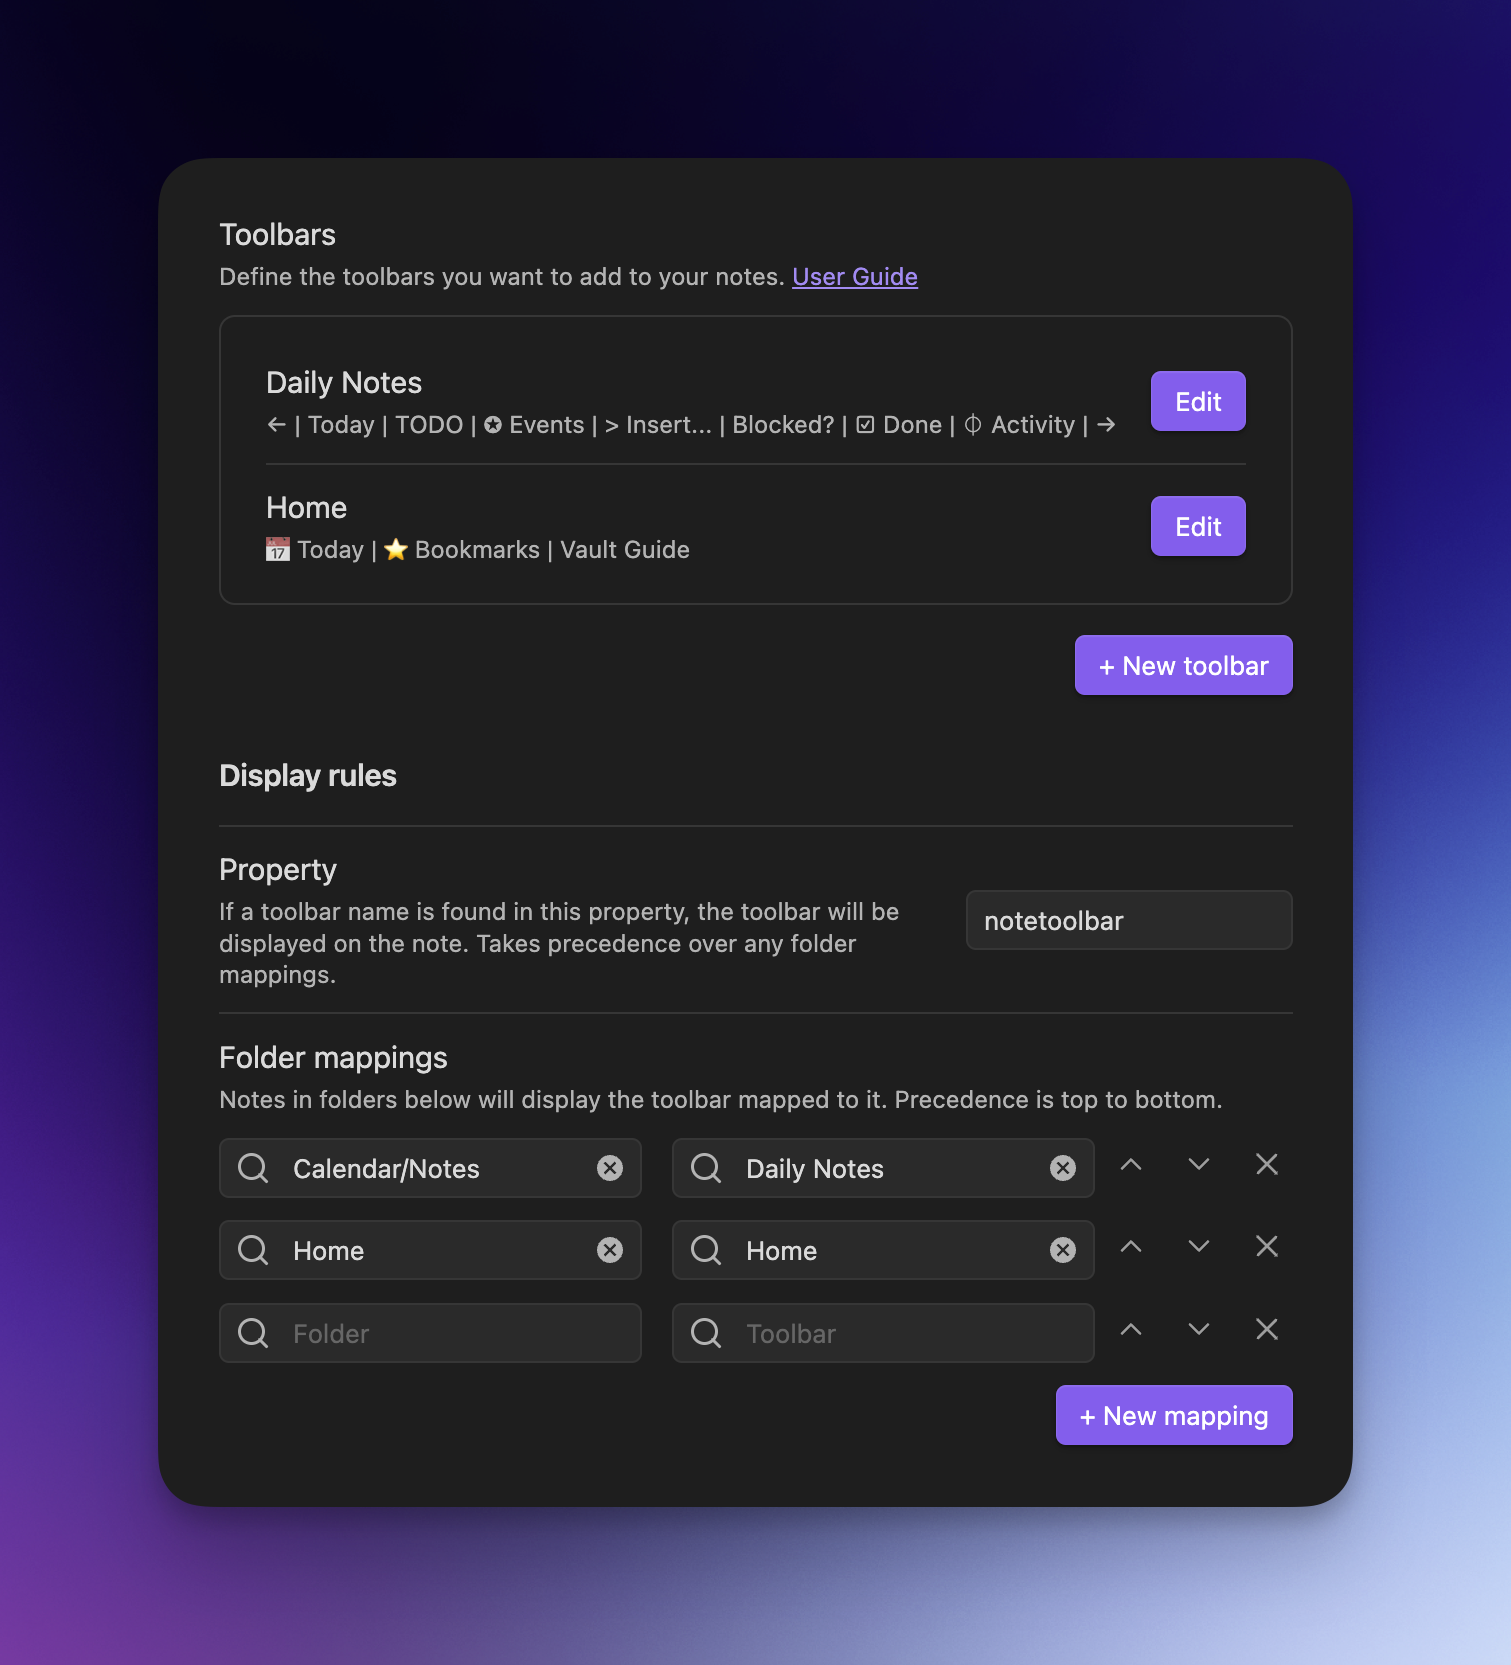 Toolbars
Define the toolbars you want to add to your notes. User Guide
Daily Notes
← | Today | TODO | ✪ Events | > Insert... | Blocked? | ☑ Done | ⏀ Activity | →
Edit
Home
📅 Today | ⭐ Bookmarks | Vault Guide
Edit
+ New toolbar
Display rules
Property
If a toolbar name is found in this property, the toolbar will be
displayed on the note. Takes precedence over any folder
mappings.
notetoolbar
Folder mappings
Notes in folders below will display the toolbar mapped to it. Precedence is top to bottom.
Calendar/Notes Daily Notes
Home Home
Folder Toolbar
+ New mapping